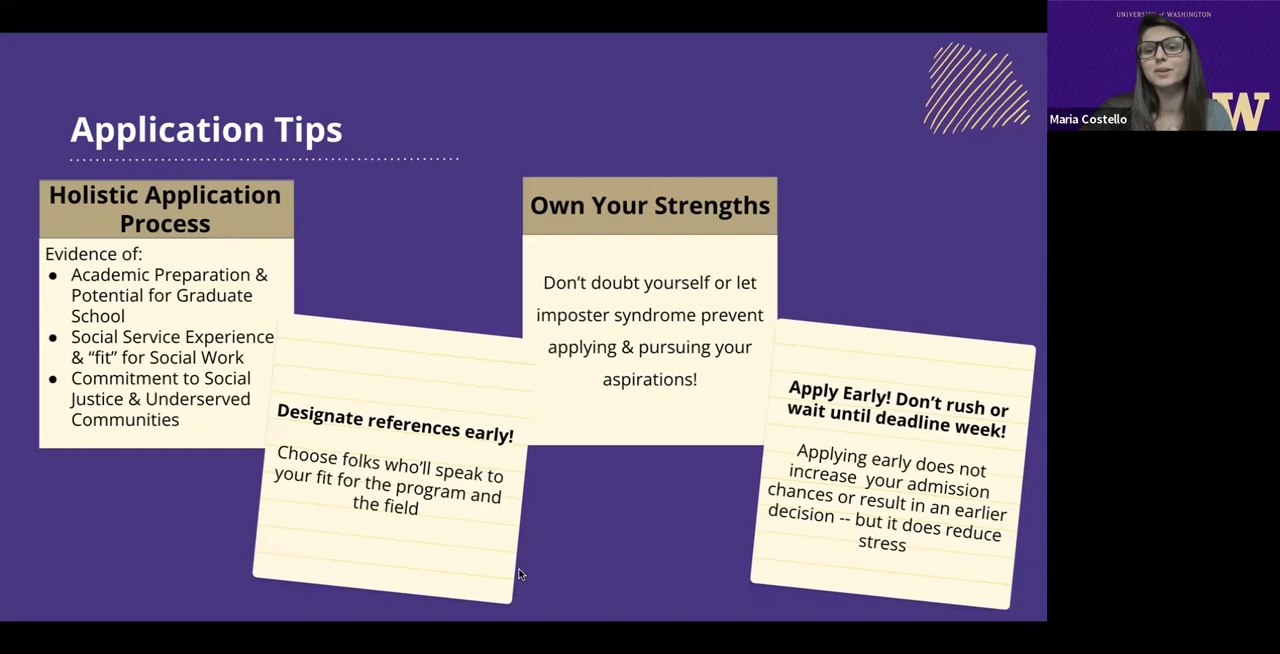 Application Tips
Holistic Application
Process
Evidence of:
● Academic Preparation &
Potential for Graduate
School
● Social Service Experience
& “fit” for Social Work
● Commitment to Social
Justice & Underserved
Communities
Designate references early!
Choose folks who’ll speak to
your fit for the program and
the field
Own Your Strengths
Don’t doubt yourself or let
imposter syndrome prevent
applying & pursuing your
aspirations!
Apply Early! Don’t rush or
wait until deadline week!
Applying early does not
increase your admission
chances or result in an earlier
decision -- but it does reduce
stress
UNIVERSITY of WASHINGTON
W
Maria Costello